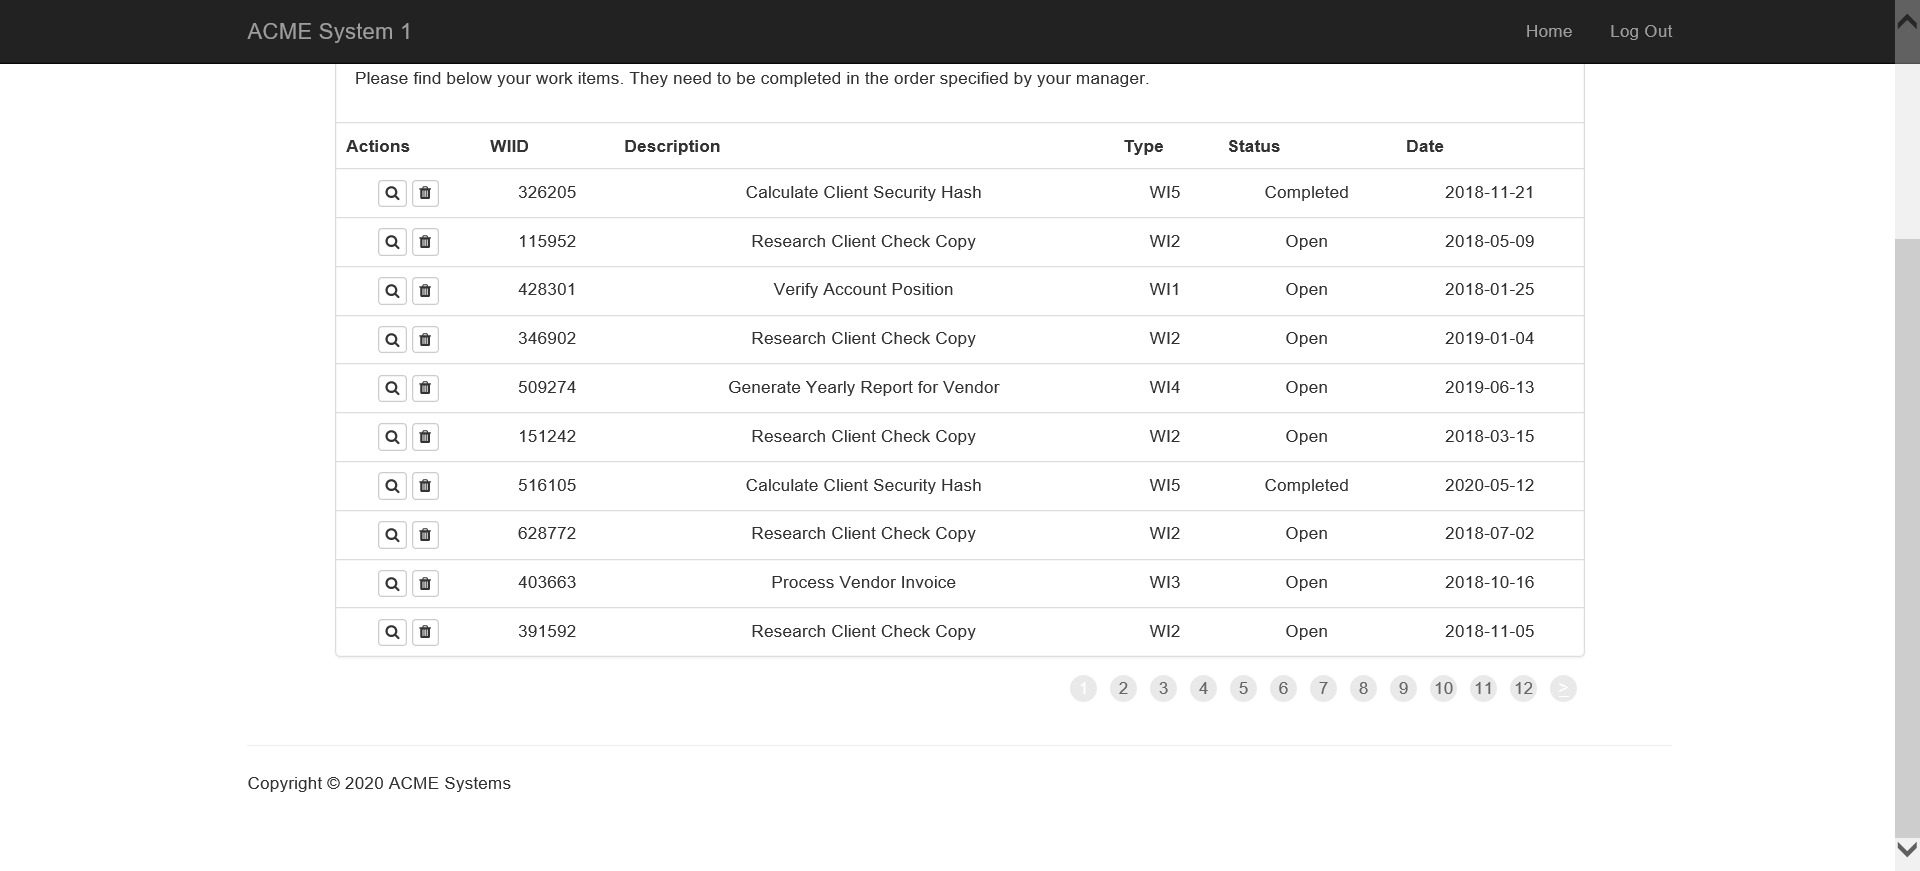 ACME System 1 Home Log Out
Please find below your work items. They need to be completed in the order specified by your manager.
Actions WIID Description Type Status Date
326205 Calculate Client Security Hash WI5 Completed 2018-11-21
115952 Research Client Check Copy WI2 Open 2018-05-09
428301 Verify Account Position WI1 Open 2018-01-25
346902 Research Client Check Copy WI2 Open 2019-01-04
509274 Generate Yearly Report for Vendor WI4 Open 2019-06-13
151242 Research Client Check Copy WI2 Open 2018-03-15
516105 Calculate Client Security Hash WI5 Completed 2020-05-12
628772 Research Client Check Copy WI2 Open 2018-07-02
403663 Process Vendor Invoice WI3 Open 2018-10-16
391592 Research Client Check Copy WI2 Open 2018-11-05
1 2 3 4 5 6 7 8 9 10 11 12 >
Copyright © 2020 ACME Systems